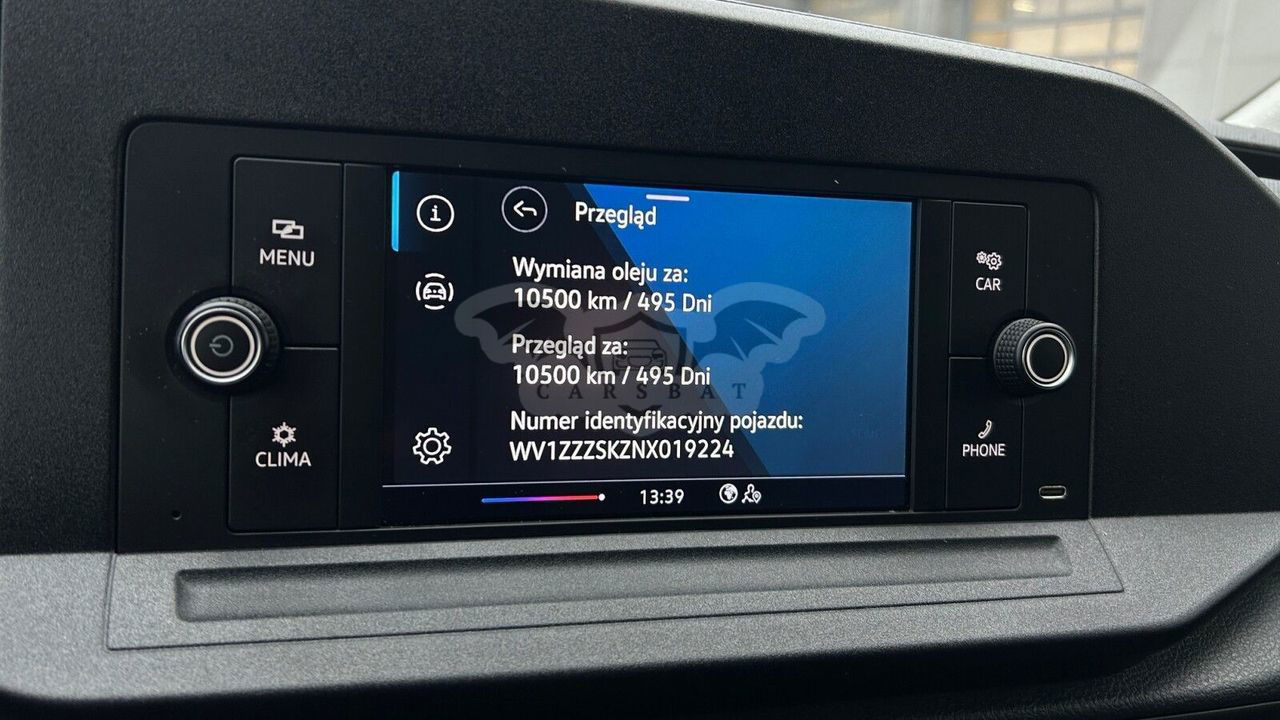 MENU
CLIMA
Przegląd
Wymiana oleju za:
10500 km / 495 Dni
Przegląd za:
10500 km / 495 Dni
Numer identyfikacyjny pojazdu:
WV1ZZZSKZNX019224
13:39
CAR
PHONE
CARSBAT